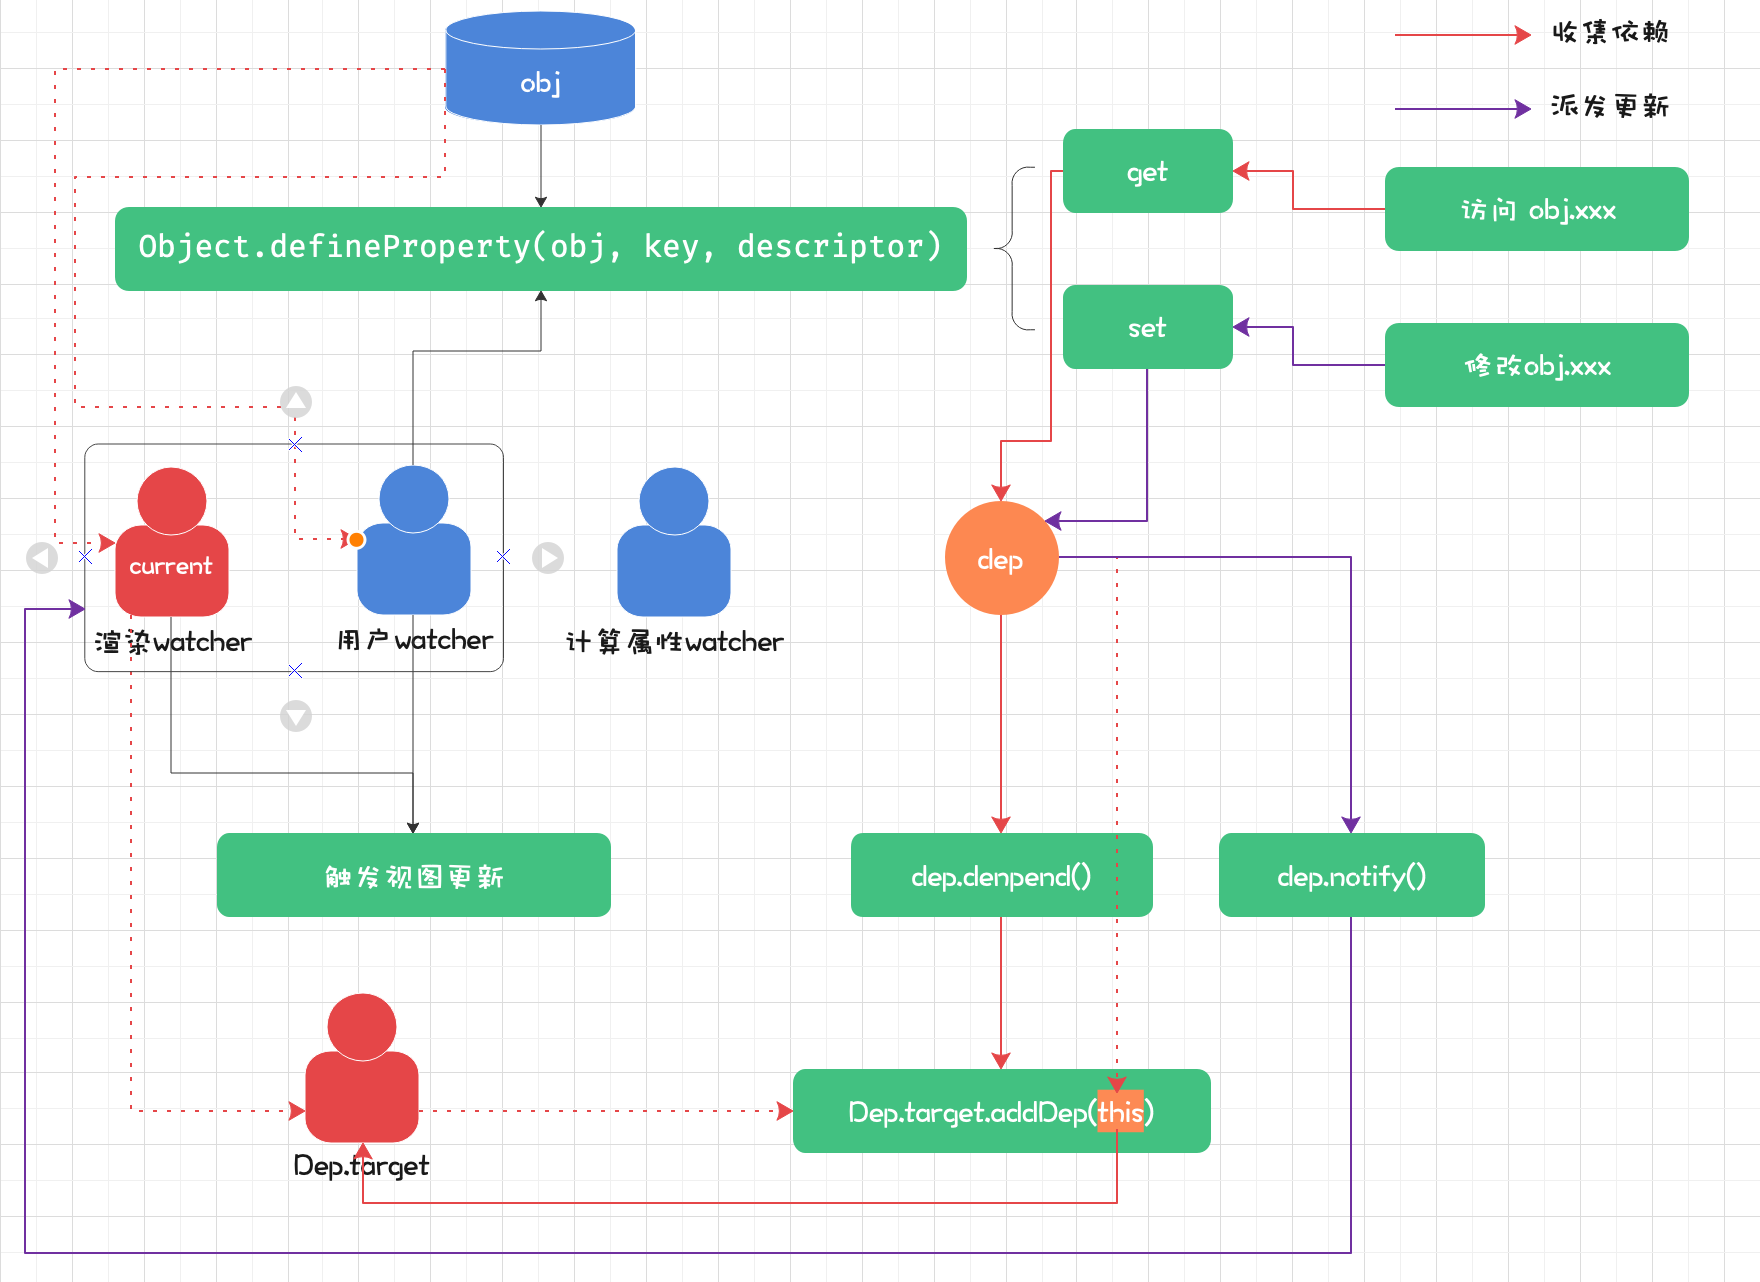 收集依赖
obj
派发更新
get
访问 obj.xxx
Object.defineProperty(obj, key, descriptor)
set
修改obj.xxx
current
dep
渲染watcher
用户watcher
计算属性watcher
触发视图更新
dep.denpend()
dep.notify()
Dep.target.addDep(this)
Dep.target